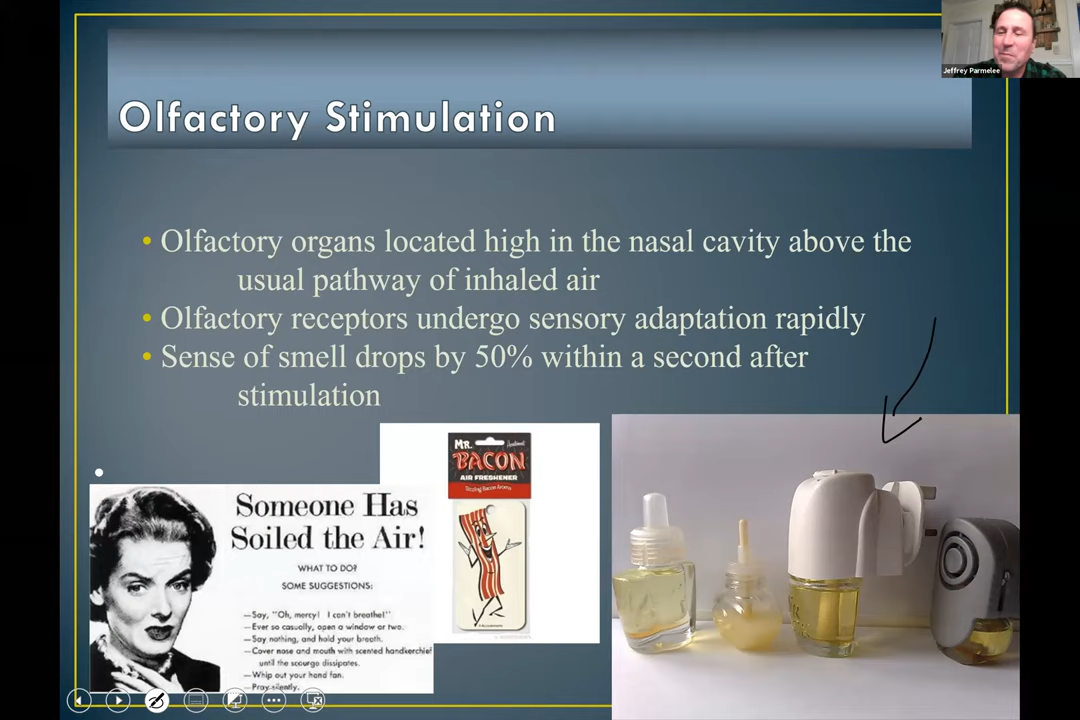 Jeffrey Parmelee
Olfactory Stimulation
• Olfactory organs located high in the nasal cavity above the
usual pathway of inhaled air
• Olfactory receptors undergo sensory adaptation rapidly
• Sense of smell drops by 50% within a second after
stimulation
MR.
BACON
AIR FRESHENER
Someone Has
Soiled the Air!
WHAT TO DO?
SOME SUGGESTIONS:
—Say, "Oh, mercy! I can't breathe!"
—Ever so casually, open a window or two.
—Say nothing, and hold your breath.
—Cover nose and mouth with scented handkerchief
until the scourge dissipates.
—Whip out your hand fan.
—Pray silently.